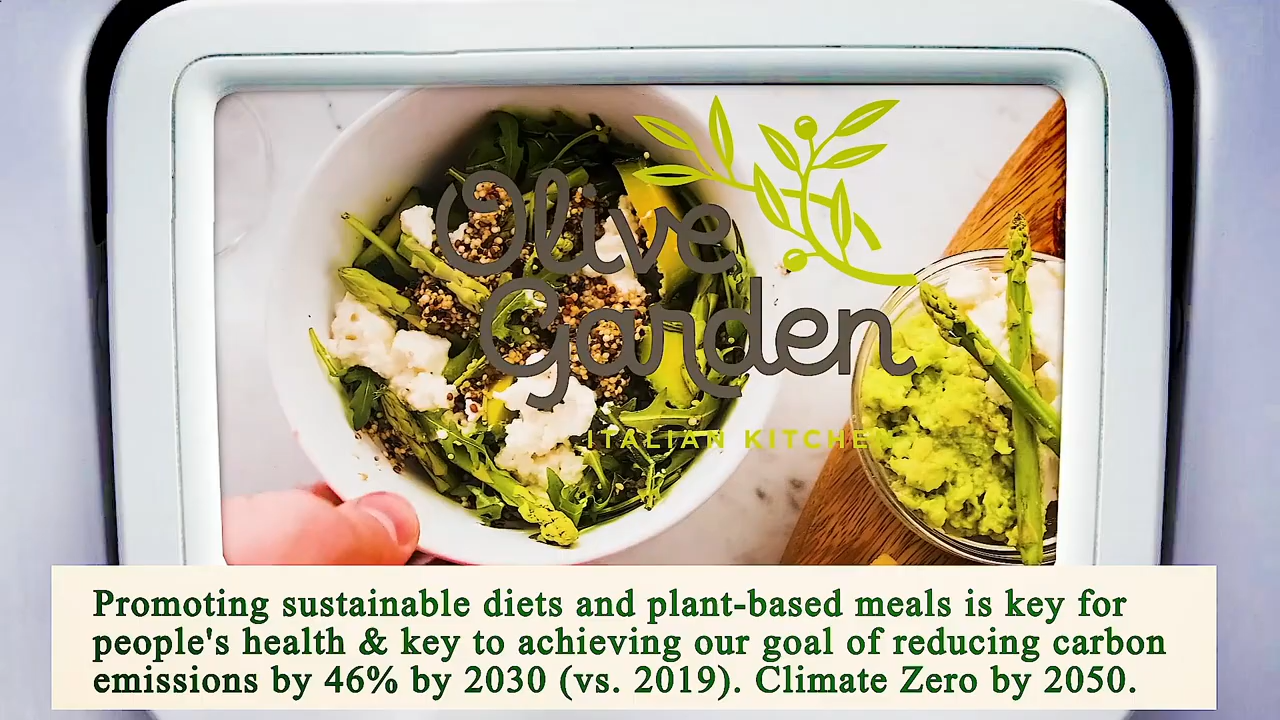 Olive
Garden
ITALIAN KITCHEN
Promoting sustainable diets and plant-based meals is key for
people's health & key to achieving our goal of reducing carbon
emissions by 46% by 2030 (vs. 2019). Climate Zero by 2050.